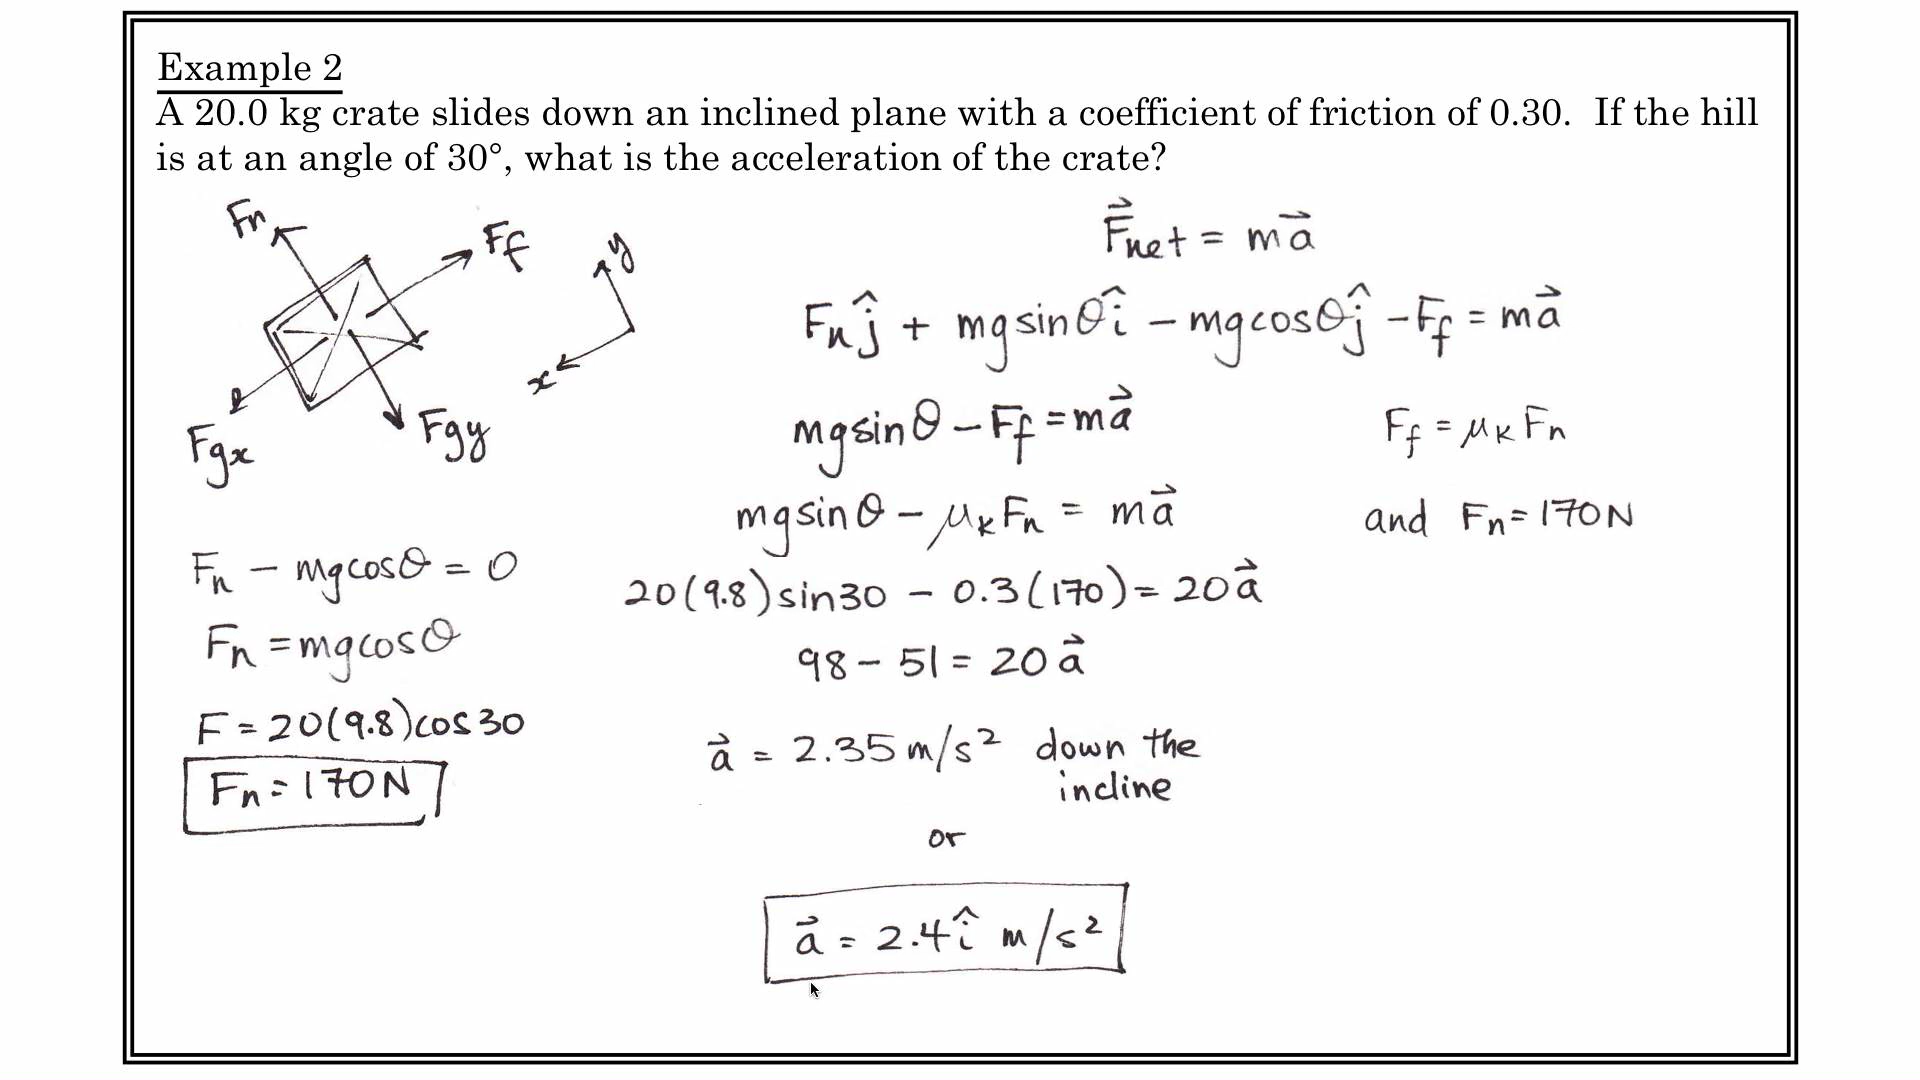 Example 2
A 20.0 kg crate slides down an inclined plane with a coefficient of friction of 0.30. If the hill
is at an angle of 30°, what is the acceleration of the crate?
Fn
Ff
y
x
Fgx
Fgy
Fn − mgcosθ = 0
Fn = mgcosθ
F = 20(9.8)cos30
Fn = 170N
F⃗net = ma⃗
Fnĵ + mgsinθî − mgcosθĵ − Ff = ma⃗
mgsinθ − Ff = ma⃗
Ff = μkFn
mgsinθ − μkFn = ma⃗
and Fn = 170N
20(9.8)sin30 − 0.3(170) = 20a⃗
98 − 51 = 20a⃗
a⃗ = 2.35 m/s² down the
incline
or
a⃗ = 2.4î m/s²